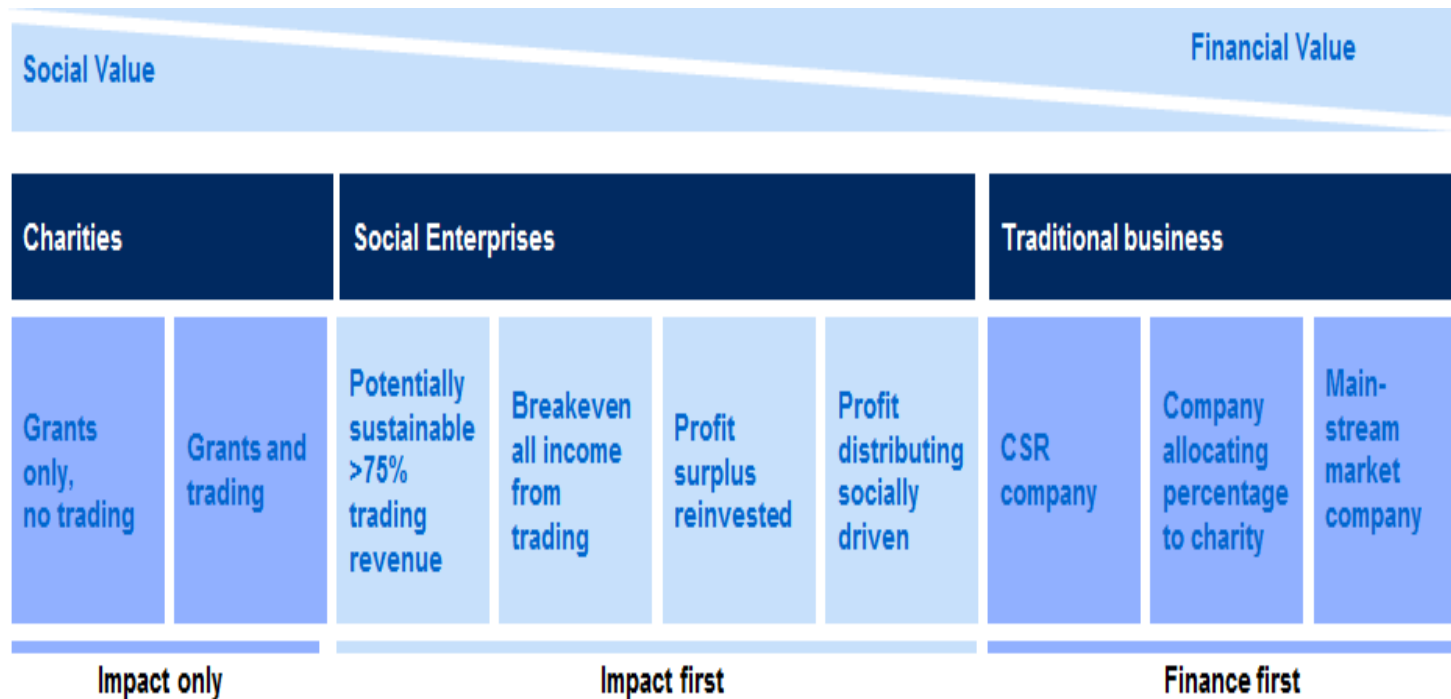 Social Value
Financial Value
Charities
Social Enterprises
Traditional business
Grants
only,
no trading
Grants and
trading
Potentially
sustainable
>75%
trading
revenue
Breakeven
all income
from
trading
Profit
surplus
reinvested
Profit
distributing
socially
driven
CSR
company
Company
allocating
percentage
to charity
Main-
stream
market
company
Impact only
Impact first
Finance first